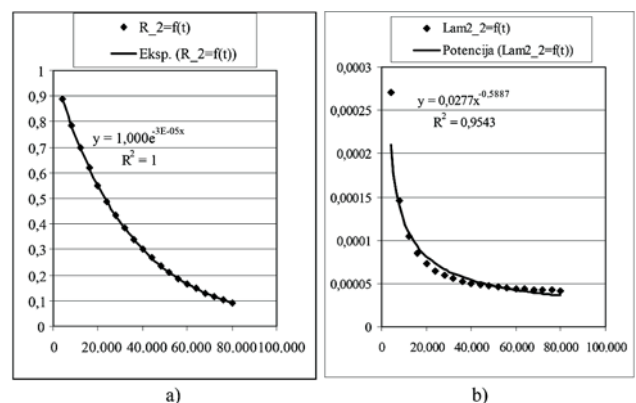 R_2=f(t)
Eksp. (R_2=f(t))
1
0,9
0,8
0,7
0,6
0,5
0,4
0,3
0,2
0,1
0
y = 1,000e^-3E-05x
R² = 1
0 20.000 40.000 60.000 80.000 100.000
a)
Lam2_2=f(t)
Potencija (Lam2_2=f(t))
0,0003
0,00025
0,0002
0,00015
0,0001
0,00005
0
y = 0,0277x^-0,5887
R² = 0,9543
0 20.000 40.000 60.000 80.000 100.000
b)